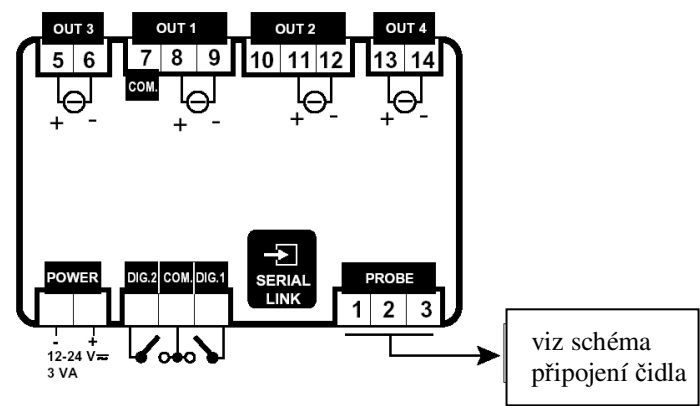 OUT 3 OUT 1 OUT 2 OUT 4
5 6 7 8 9 10 11 12 13 14
COM.
+ - + - + - + -
POWER DIG.2 COM. DIG.1 SERIAL LINK PROBE
1 2 3
- +
12-24 V
3 VA
viz schéma
připojení čidla